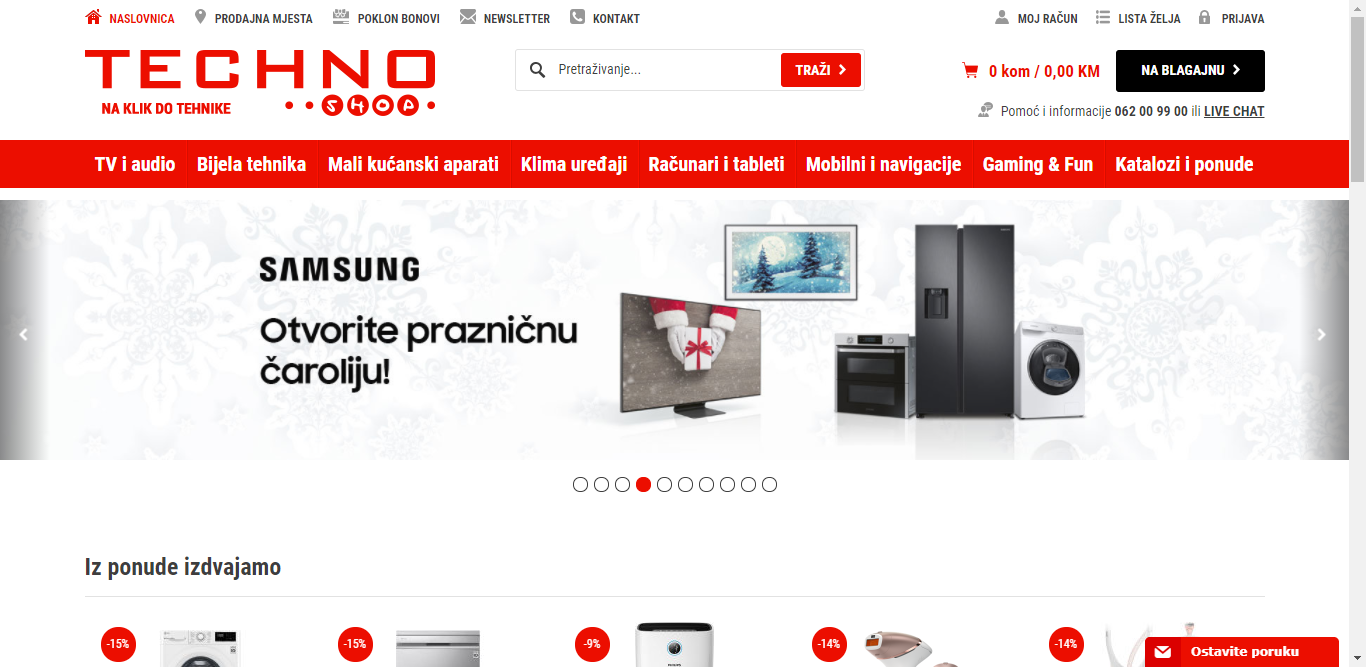 NASLOVNICA PRODAJNA MJESTA POKLON BONOVI NEWSLETTER KONTAKT MOJ RAČUN LISTA ŽELJA PRIJAVA
TECHNO
SHOP
NA KLIK DO TEHNIKE
Pretraživanje...
TRAŽI
0 kom / 0,00 KM
NA BLAGAJNU
Pomoć i informacije 062 00 99 00 ili LIVE CHAT
TV i audio Bijela tehnika Mali kućanski aparati Klima uređaji Računari i tableti Mobilni i navigacije Gaming & Fun Katalozi i ponude
SAMSUNG
Otvorite prazničnu
čaroliju!
Iz ponude izdvajamo
-15% -15% -9% -14% -14%
PHILIPS
Ostavite poruku